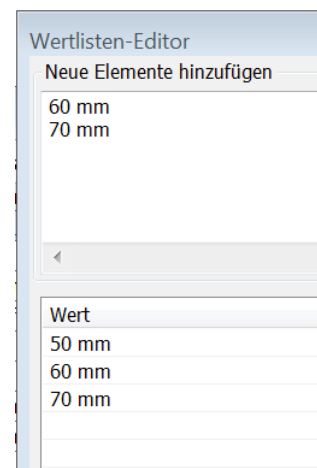 Wertlisten-Editor
Neue Elemente hinzufügen
60 mm
70 mm
Wert
50 mm
60 mm
70 mm